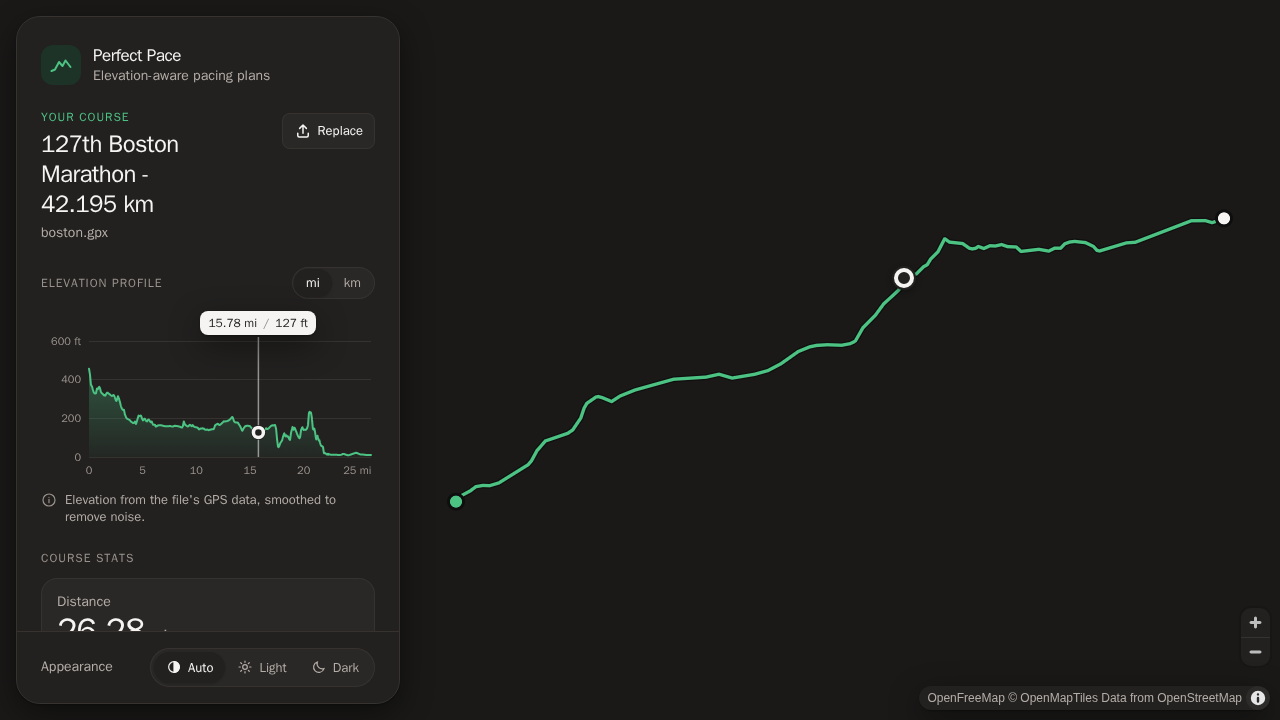 Perfect Pace
Elevation-aware pacing plans
YOUR COURSE
127th Boston
Marathon -
42.195 km
boston.gpx
Replace
ELEVATION PROFILE
mi
km
15.78 mi / 127 ft
600 ft
400
200
0
0
5
10
15
20
25 mi
Elevation from the file's GPS data, smoothed to
remove noise.
COURSE STATS
Distance
26.28
Appearance
Auto
Light
Dark
OpenFreeMap © OpenMapTiles Data from OpenStreetMap